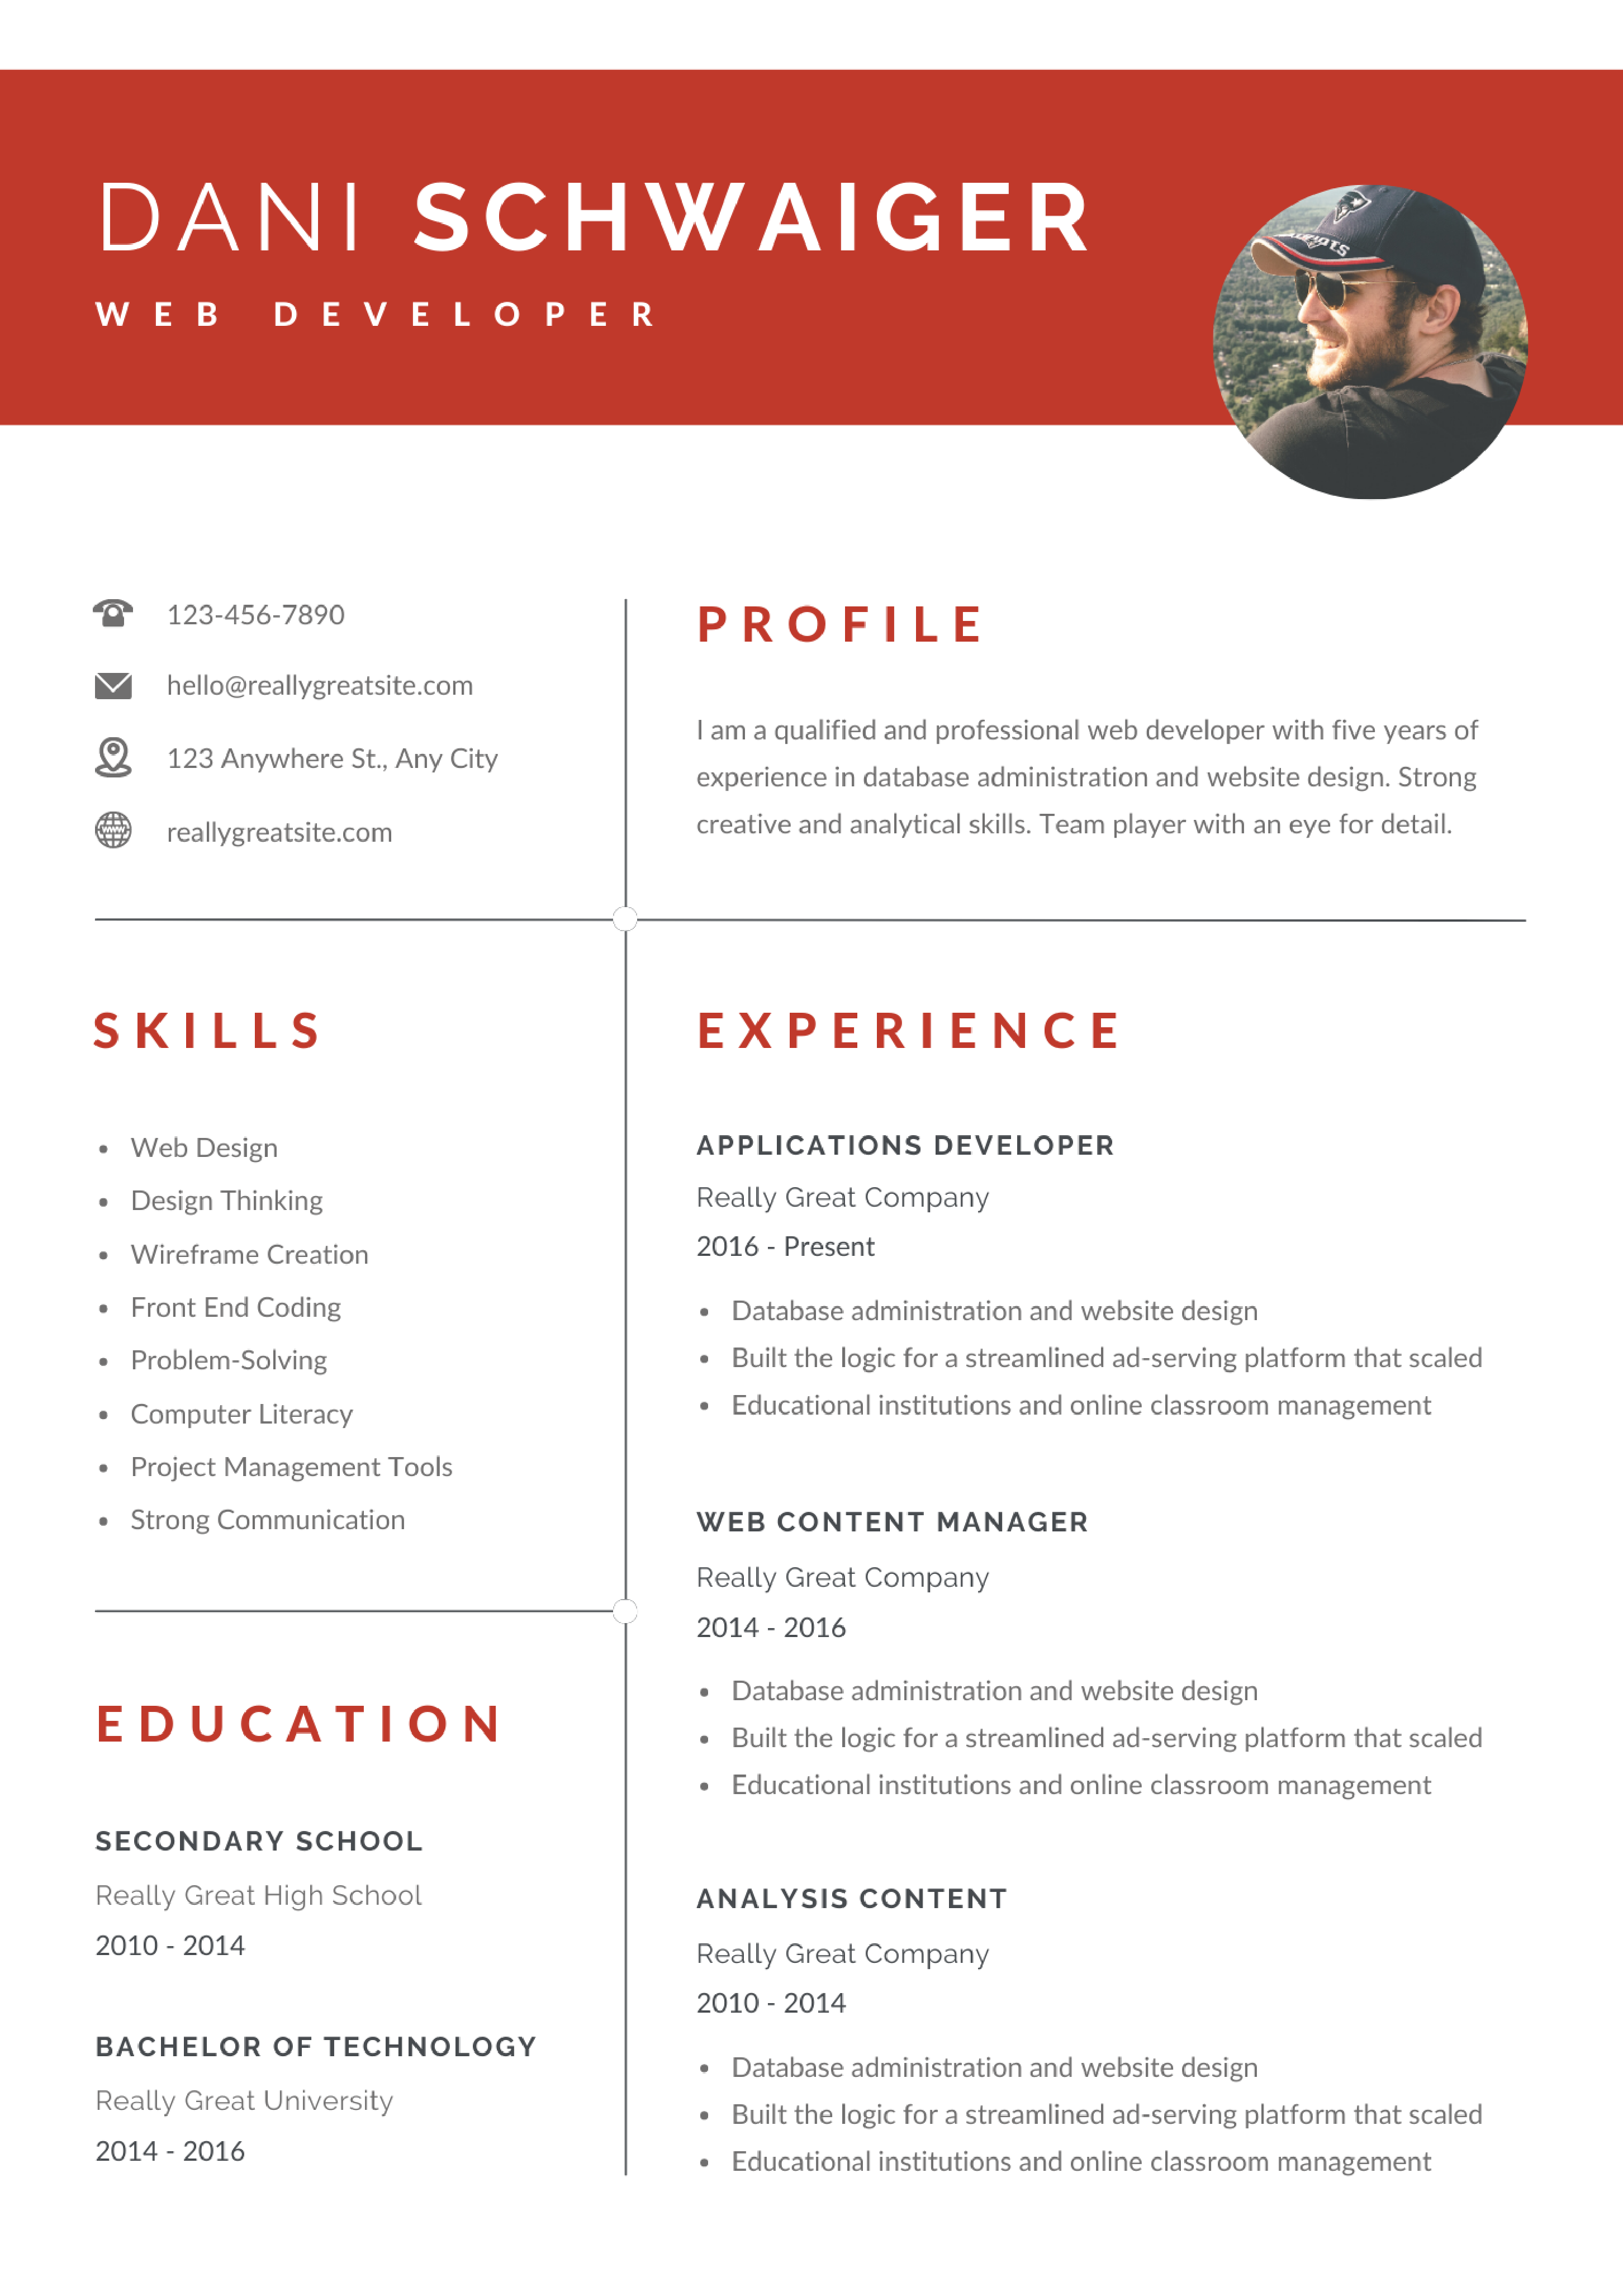 DANI SCHWAIGER
WEB DEVELOPER
123-456-7890
hello@reallygreatsite.com
123 Anywhere St., Any City
www
reallygreatsite.com
PROFILE
I am a qualified and professional web developer with five years of
experience in database administration and website design. Strong
creative and analytical skills. Team player with an eye for detail.
SKILLS
• Web Design
• Design Thinking
• Wireframe Creation
• Front End Coding
• Problem-Solving
• Computer Literacy
• Project Management Tools
• Strong Communication
EDUCATION
SECONDARY SCHOOL
Really Great High School
2010 - 2014
BACHELOR OF TECHNOLOGY
Really Great University
2014 - 2016
EXPERIENCE
APPLICATIONS DEVELOPER
Really Great Company
2016 - Present
• Database administration and website design
• Built the logic for a streamlined ad-serving platform that scaled
• Educational institutions and online classroom management
WEB CONTENT MANAGER
Really Great Company
2014 - 2016
• Database administration and website design
• Built the logic for a streamlined ad-serving platform that scaled
• Educational institutions and online classroom management
ANALYSIS CONTENT
Really Great Company
2010 - 2014
• Database administration and website design
• Built the logic for a streamlined ad-serving platform that scaled
• Educational institutions and online classroom management